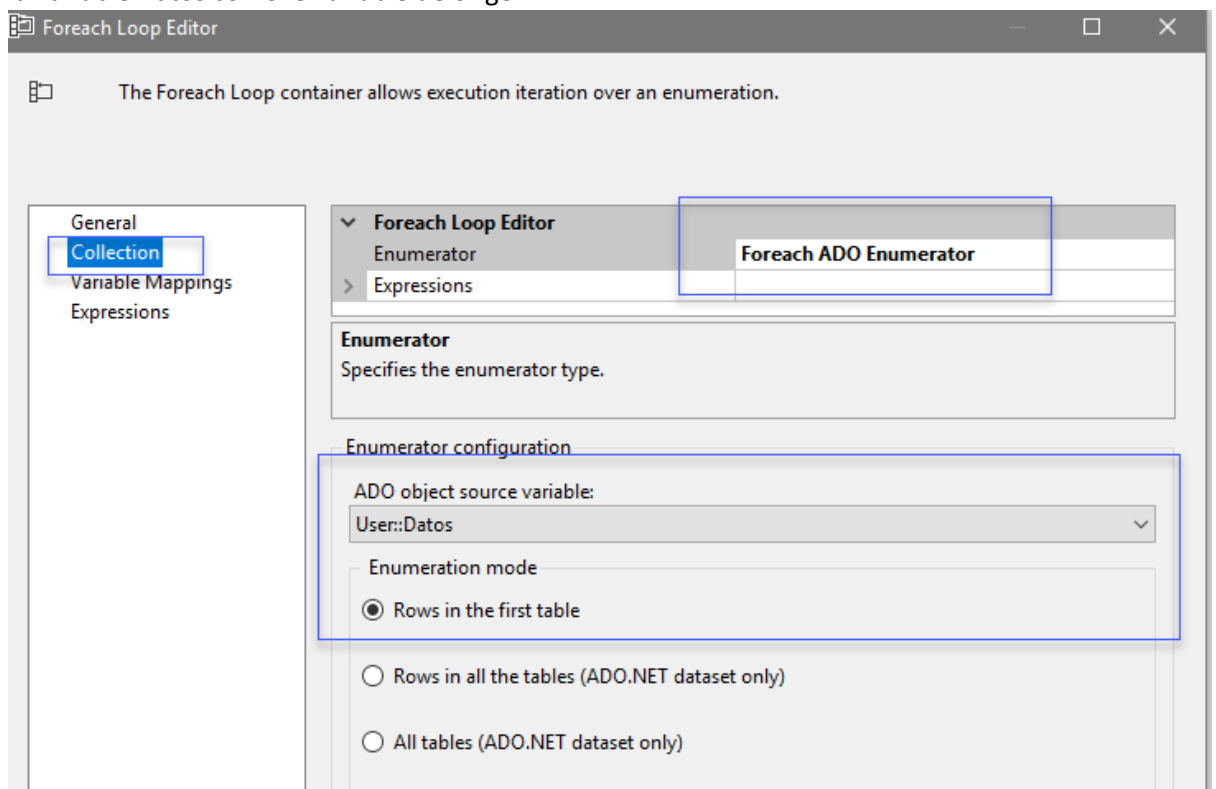 Foreach Loop Editor
The Foreach Loop container allows execution iteration over an enumeration.
General
Collection
Variable Mappings
Expressions
Foreach Loop Editor
Enumerator Foreach ADO Enumerator
Expressions
Enumerator
Specifies the enumerator type.
Enumerator configuration
ADO object source variable:
User::Datos
Enumeration mode
Rows in the first table
Rows in all the tables (ADO.NET dataset only)
All tables (ADO.NET dataset only)